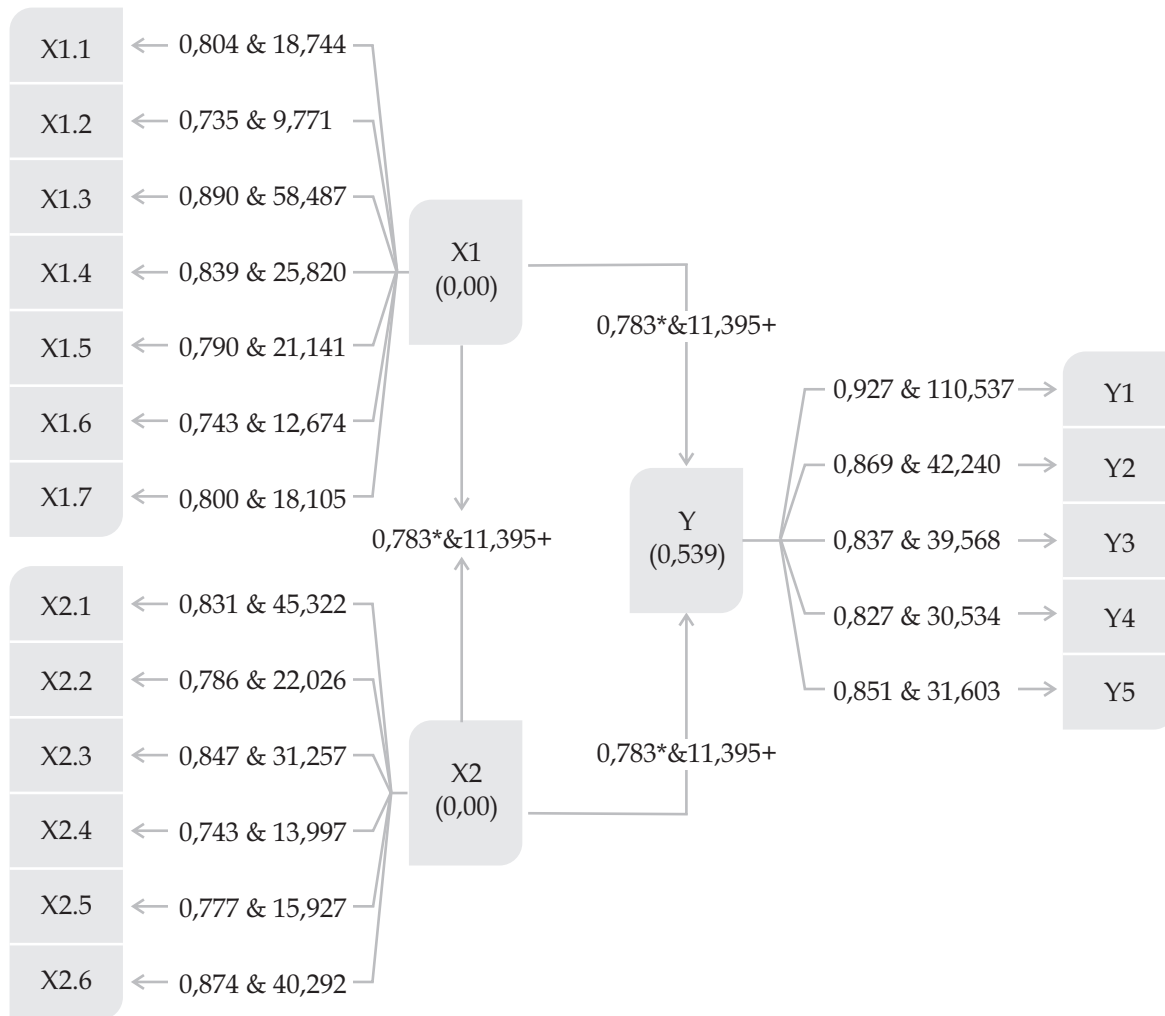 X1.1
0,804 & 18,744
X1.2
0,735 & 9,771
X1.3
0,890 & 58,487
X1.4
0,839 & 25,820
X1.5
0,790 & 21,141
X1.6
0,743 & 12,674
X1.7
0,800 & 18,105
X1
(0,00)
0,783*&11,395+
0,783*&11,395+
X2.1
0,831 & 45,322
X2.2
0,786 & 22,026
X2.3
0,847 & 31,257
X2.4
0,743 & 13,997
X2.5
0,777 & 15,927
X2.6
0,874 & 40,292
X2
(0,00)
0,783*&11,395+
Y
(0,539)
0,927 & 110,537
Y1
0,869 & 42,240
Y2
0,837 & 39,568
Y3
0,827 & 30,534
Y4
0,851 & 31,603
Y5